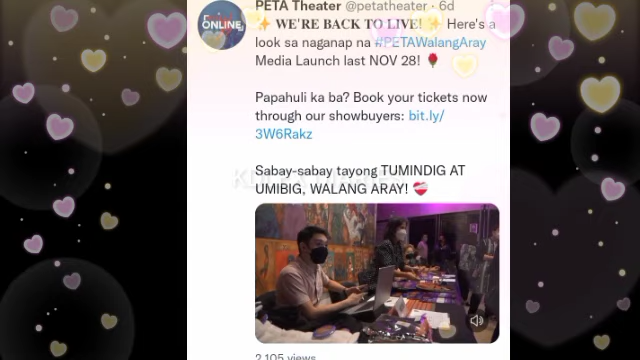 PETA Theater @petatheater · 6d
ONLINE
✨ WE'RE BACK TO LIVE! ✨ Here's a
look sa naganap na #PETAWalangAray
Media Launch last NOV 28! 🌹
Papahuli ka ba? Book your tickets now
through our showbuyers: bit.ly/
3W6Rakz
Sabay-sabay tayong TUMINDIG AT
UMIBIG, WALANG ARAY! ❤️‍🩹
2,105 views